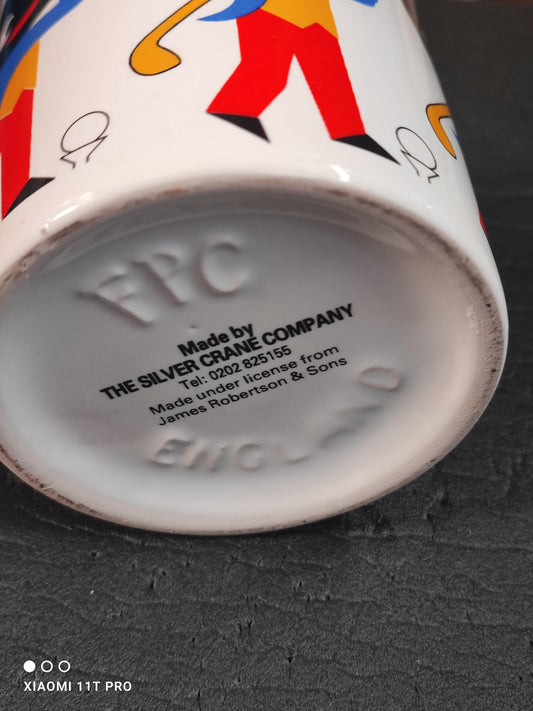 FPC
Made by
THE SILVER CRANE COMPANY
Tel: 0202 825155
Made under license from
James Robertson & Sons
ENGLAND
XIAOMI 11T PRO